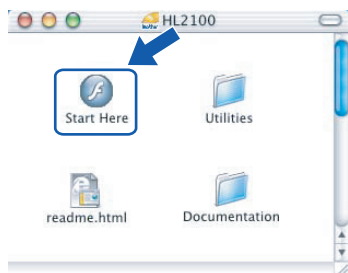 HL2100
Start Here
Utilities
readme.html
Documentation